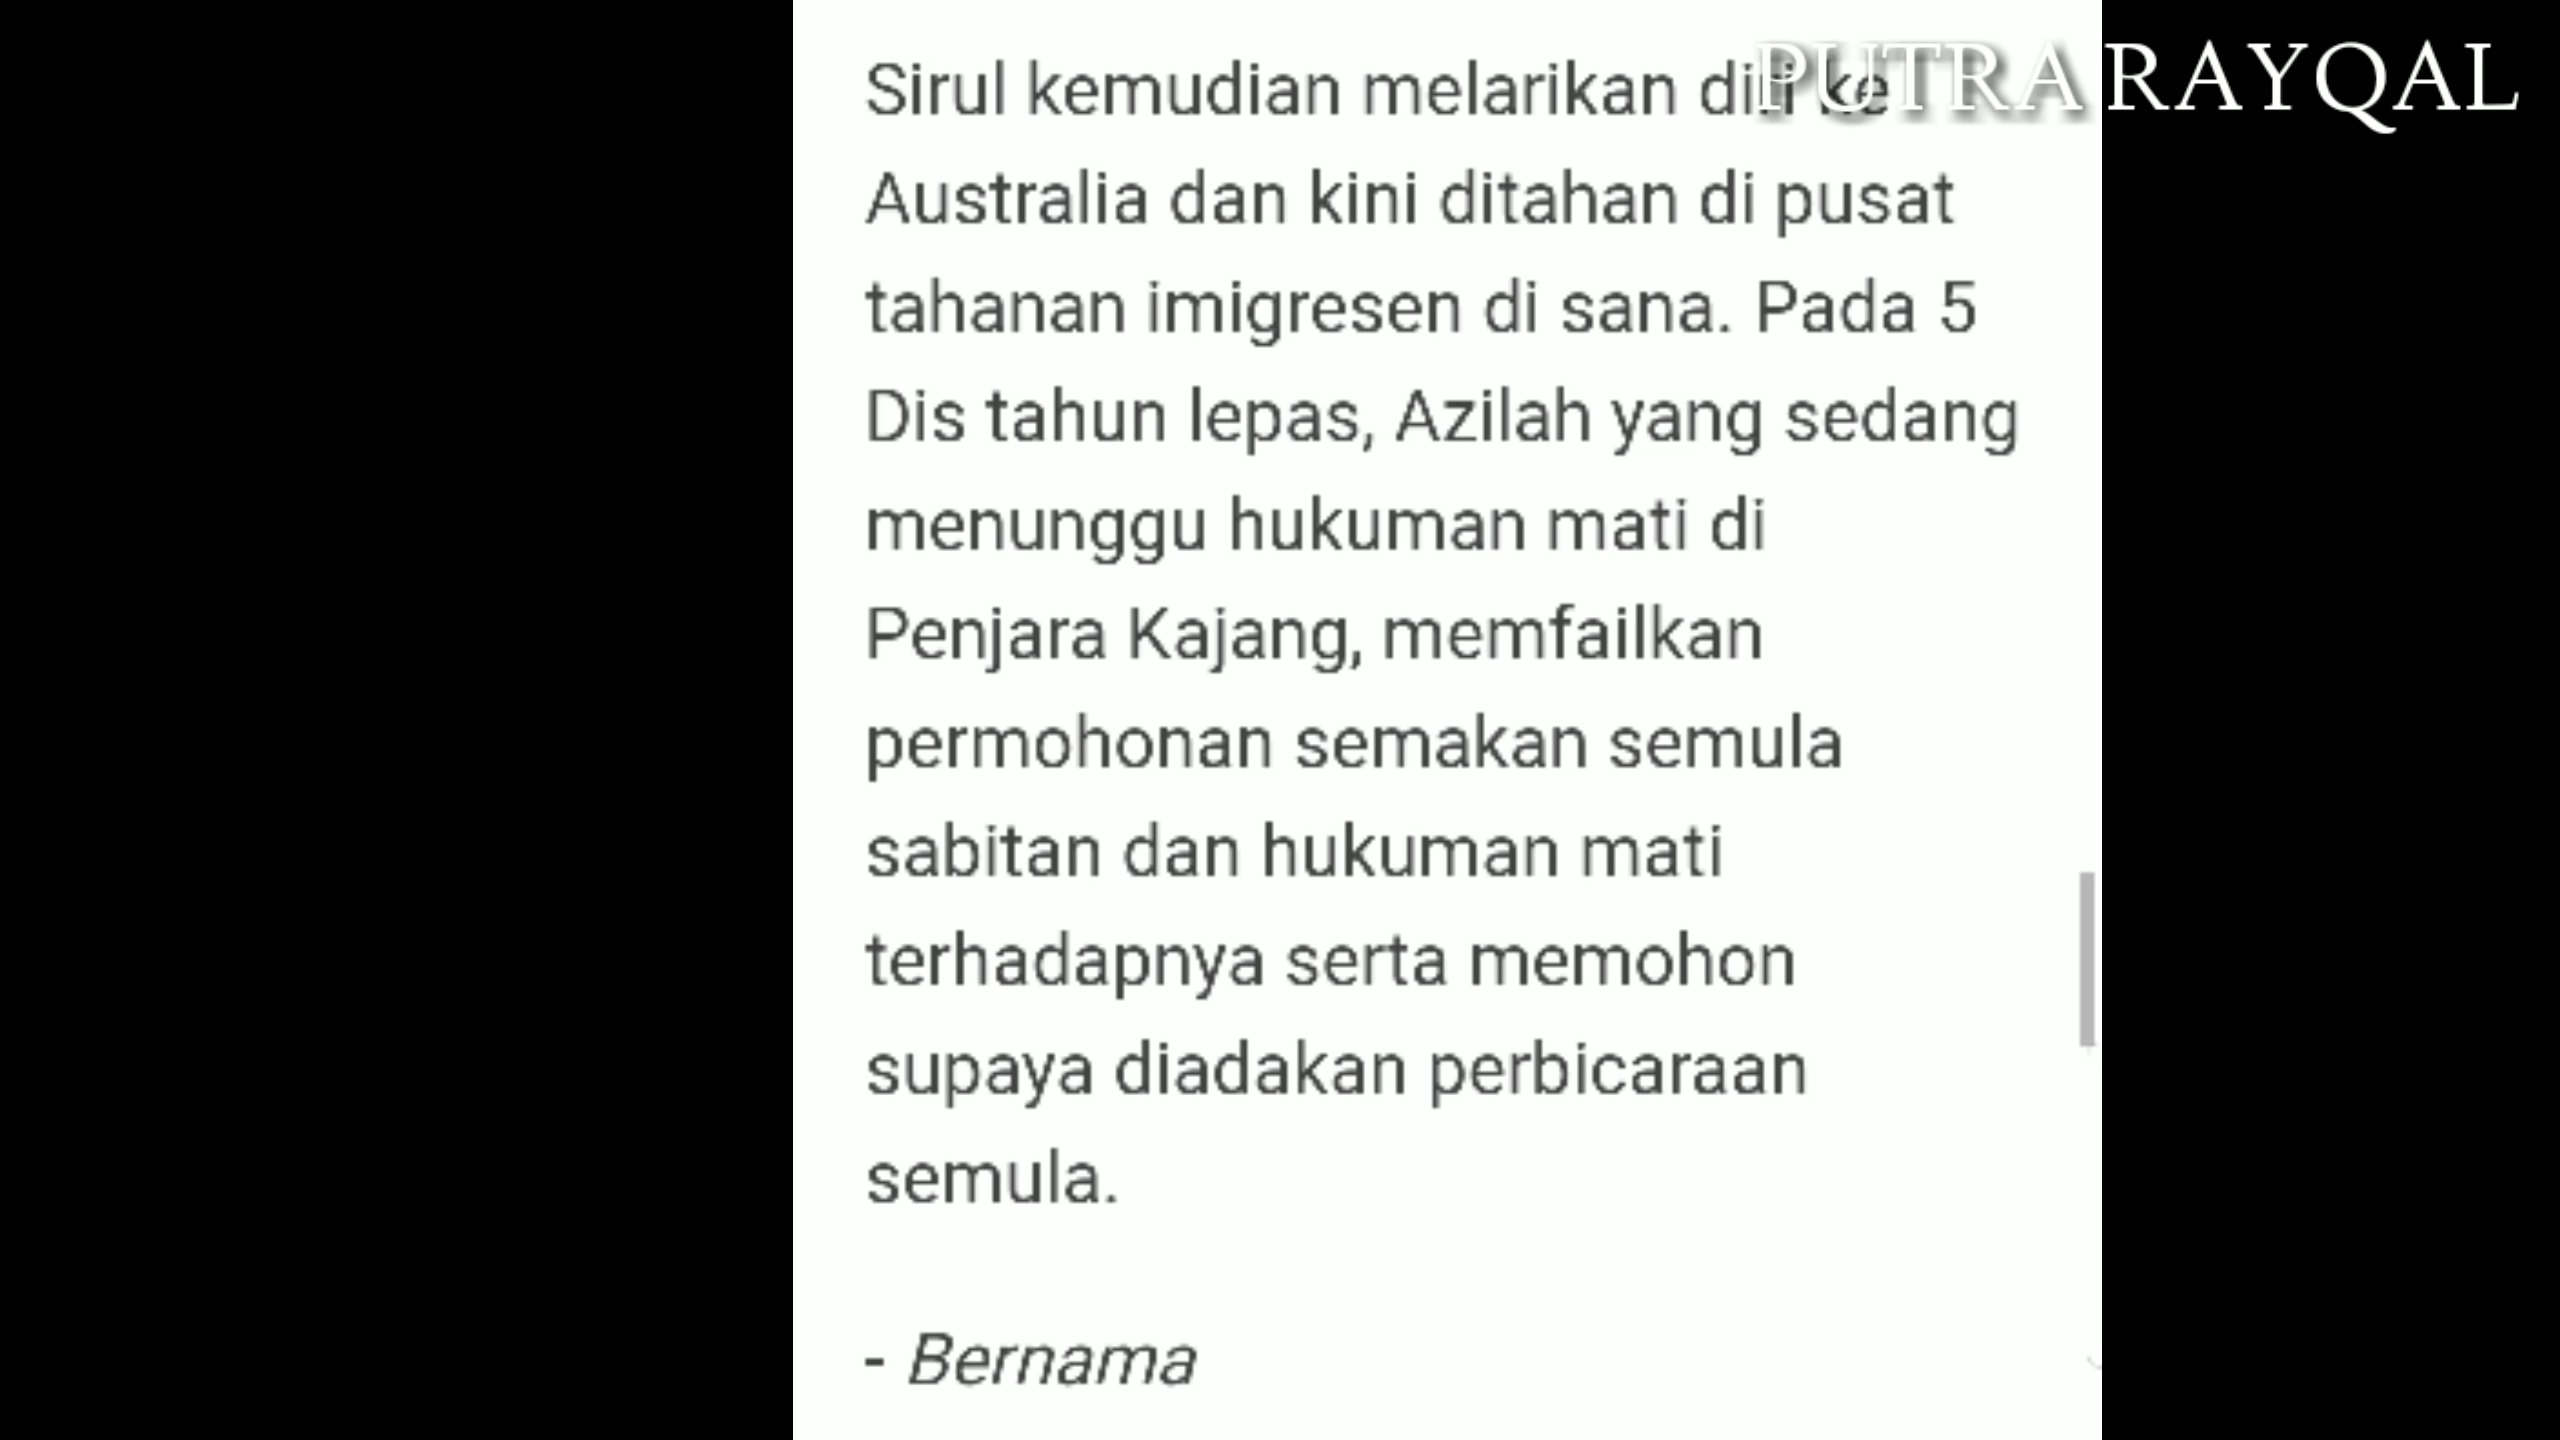 Sirul kemudian melarikan diri ke
PUTRA RAYQAL
Australia dan kini ditahan di pusat
tahanan imigresen di sana. Pada 5
Dis tahun lepas, Azilah yang sedang
menunggu hukuman mati di
Penjara Kajang, memfailkan
permohonan semakan semula
sabitan dan hukuman mati
terhadapnya serta memohon
supaya diadakan perbicaraan
semula.
- Bernama